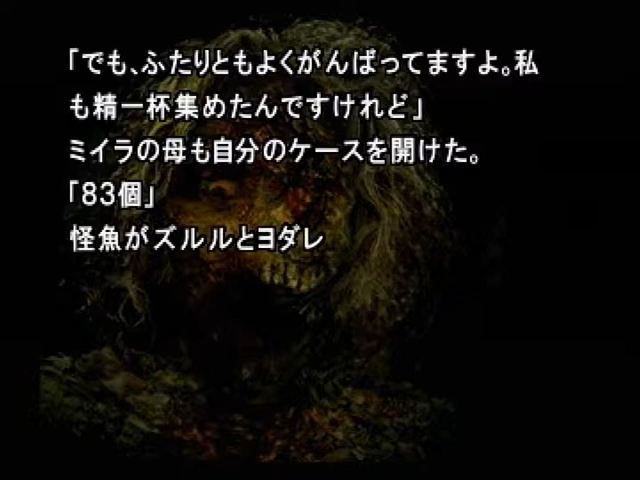 「でも、ふたりともよくがんばってますよ。私
も精一杯集めたんですけれど」
ミイラの母も自分のケースを開けた。
「83個」
怪魚がズルルとヨダレ